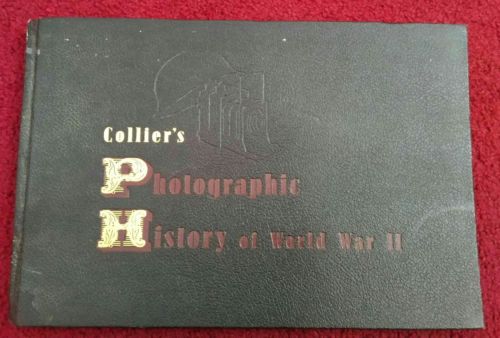 Collier's
Photographic
History of World War II